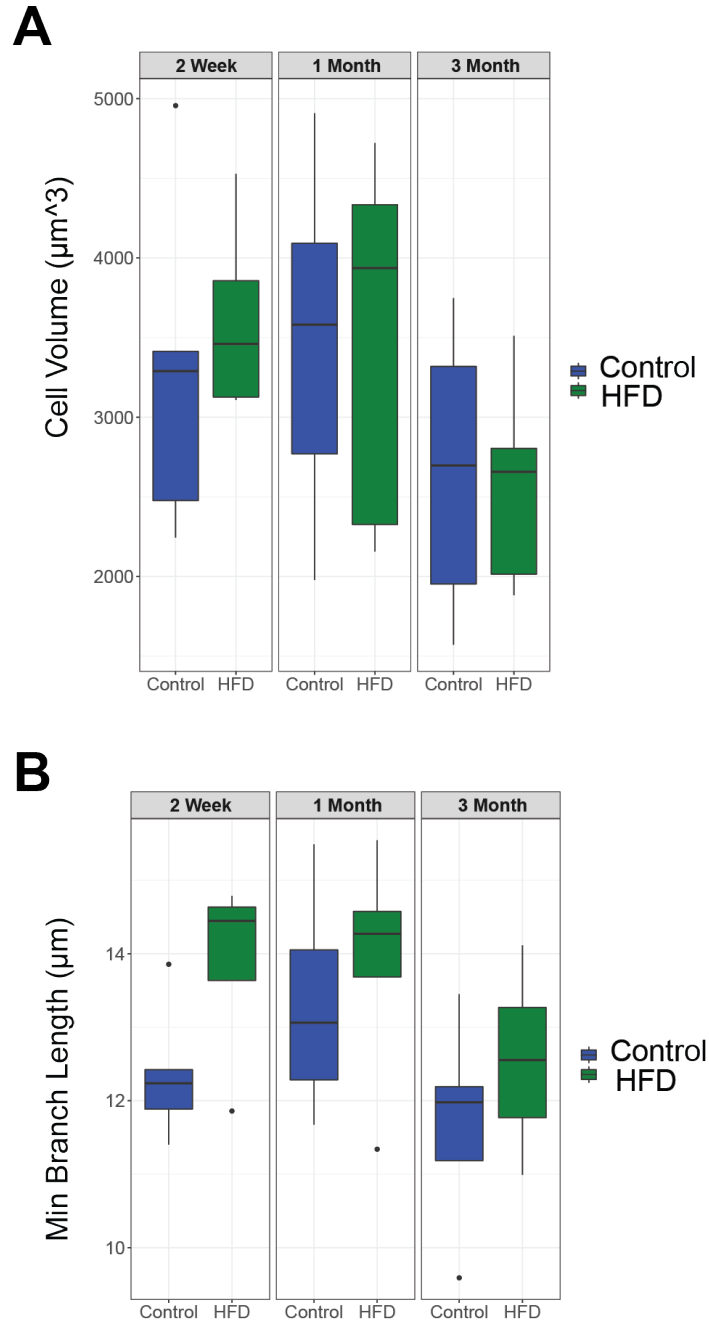 A
2 Week 1 Month 3 Month
Cell Volume (µm^3)
5000
4000
3000
2000
Control HFD Control HFD Control HFD
Control
HFD
B
2 Week 1 Month 3 Month
Min Branch Length (µm)
14
12
10
Control HFD Control HFD Control HFD
Control
HFD